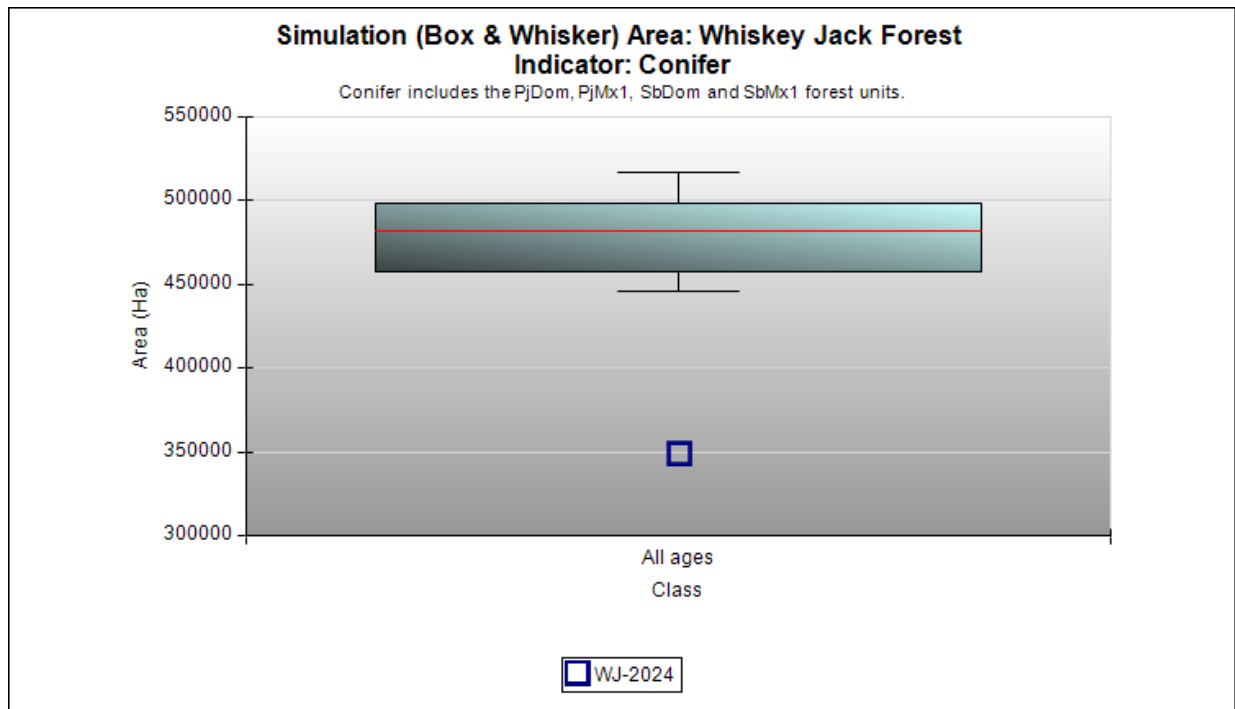 Simulation (Box & Whisker) Area: Whiskey Jack Forest
Indicator: Conifer
Conifer includes the PjDom, PjMx1, SbDom and SbMx1 forest units.
550000
500000
450000
400000
350000
300000
Area (Ha)
All ages
Class
WJ-2024